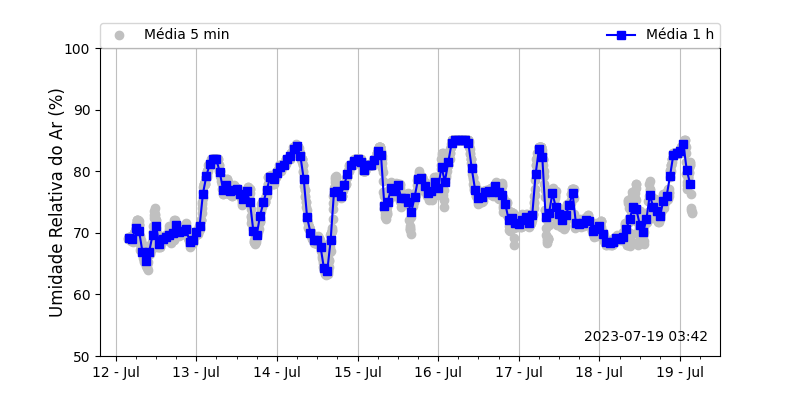 Média 5 min
Média 1 h
Umidade Relativa do Ar (%)
100
90
80
70
60
50
2023-07-19 03:42
12 - Jul
13 - Jul
14 - Jul
15 - Jul
16 - Jul
17 - Jul
18 - Jul
19 - Jul